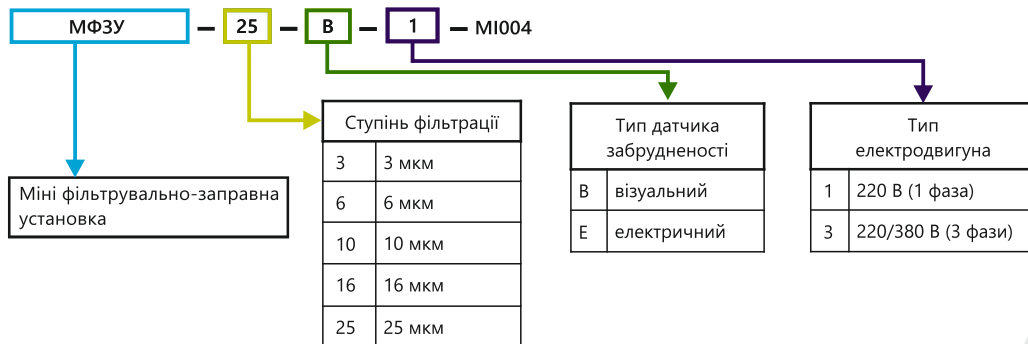 МФЗУ – 25 – В – 1 – МІ004
Міні фільтрувально-заправна
установка
Ступінь фільтрації
3 3 мкм
6 6 мкм
10 10 мкм
16 16 мкм
25 25 мкм
Тип датчика
забрудненості
В візуальний
Е електричний
Тип
електродвигуна
1 220 В (1 фаза)
3 220/380 В (3 фази)